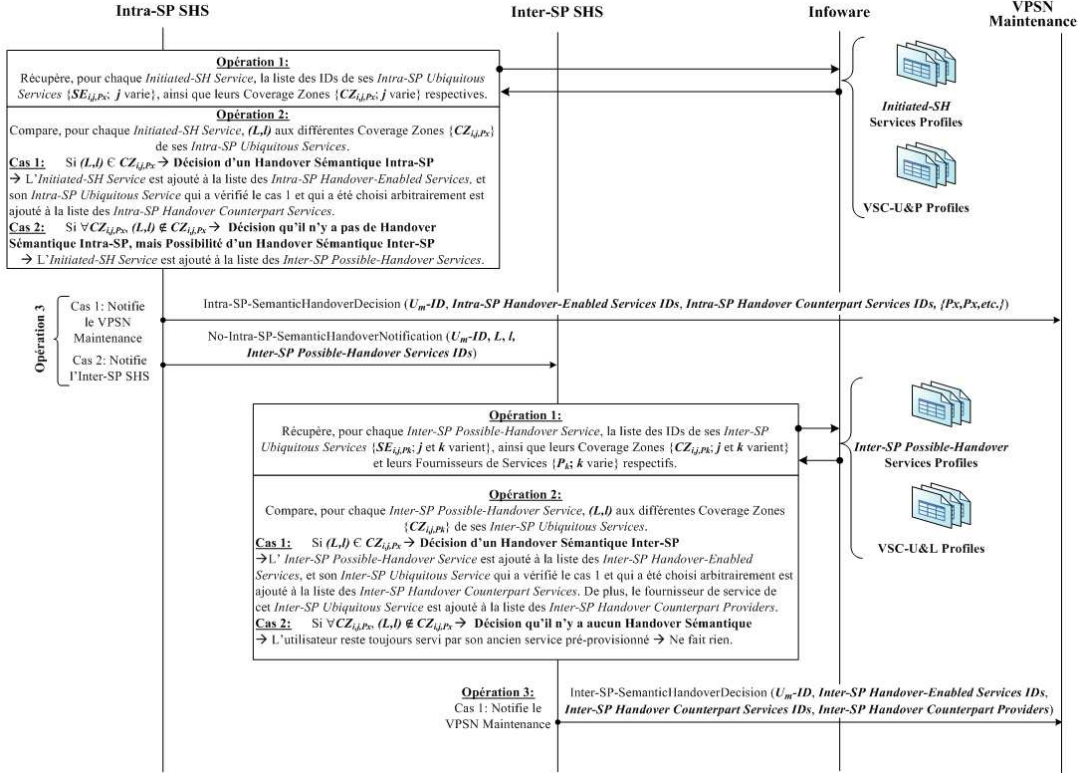 Intra-SP SHS
Inter-SP SHS
Infoware
VPSN
Maintenance
Opération 1:
Récupère, pour chaque Initiated-SH Service, la liste des IDs de ses Intra-SP Ubiquitous
Services {SEi,j,Px; j varie}, ainsi que leurs Coverage Zones {CZi,j,Px; j varie} respectives.
Opération 2:
Compare, pour chaque Initiated-SH Service, (L,l) aux différentes Coverage Zones {CZi,j,Px}
de ses Intra-SP Ubiquitous Services.
Cas 1: Si (L,l) Є CZi,j,Px → Décision d'un Handover Sémantique Intra-SP
→ L'Initiated-SH Service est ajouté à la liste des Intra-SP Handover-Enabled Services, et
son Intra-SP Ubiquitous Service qui a vérifié le cas 1 et qui a été choisi arbitrairement est
ajouté à la liste des Intra-SP Handover Counterpart Services.
Cas 2: Si ∀CZi,j,Px, (L,l) ∉ CZi,j,Px → Décision qu'il n'y a pas de Handover
Sémantique Intra-SP, mais Possibilité d'un Handover Sémantique Inter-SP
→ L'Initiated-SH Service est ajouté à la liste des Inter-SP Possible-Handover Services.
Initiated-SH
Services Profiles
VSC-U&P Profiles
Opération 3
Cas 1: Notifie
le VPSN
Maintenance
Cas 2: Notifie
l'Inter-SP SHS
Intra-SP-SemanticHandoverDecision (Um-ID, Intra-SP Handover-Enabled Services IDs, Intra-SP Handover Counterpart Services IDs, {Px,Px,etc.})
No-Intra-SP-SemanticHandoverNotification (Um-ID, L, l,
Inter-SP Possible-Handover Services IDs)
Opération 1:
Récupère, pour chaque Inter-SP Possible-Handover Service, la liste des IDs de ses Inter-SP
Ubiquitous Services {SEi,j,Pk; j et k varient}, ainsi que leurs Coverage Zones {CZi,j,Pk; j et k varient}
et leurs Fournisseurs de Services {Pk; k varie} respectifs.
Opération 2:
Compare, pour chaque Inter-SP Possible-Handover Service, (L,l) aux différentes Coverage Zones
{CZi,j,Pk} de ses Inter-SP Ubiquitous Services.
Cas 1: Si (L,l) Є CZi,j,Px → Décision d'un Handover Sémantique Inter-SP
→L' Inter-SP Possible-Handover Service est ajouté à la liste des Inter-SP Handover-Enabled
Services, et son Inter-SP Ubiquitous Service qui a vérifié le cas 1 et qui a été choisi arbitrairement est
ajouté à la liste des Inter-SP Handover Counterpart Services. De plus, le fournisseur de service de
cet Inter-SP Ubiquitous Service est ajouté à la liste des Inter-SP Handover Counterpart Providers.
Cas 2: Si ∀CZi,j,Px, (L,l) ∉ CZi,j,Px → Décision qu'il n'y a aucun Handover Sémantique
→ L'utilisateur reste toujours servi par son ancien service pré-provisionné → Ne fait rien.
Inter-SP Possible-Handover
Services Profiles
VSC-U&L Profiles
Opération 3:
Cas 1: Notifie le
VPSN Maintenance
Inter-SP-SemanticHandoverDecision (Um-ID, Inter-SP Handover-Enabled Services IDs,
Inter-SP Handover Counterpart Services IDs, Inter-SP Handover Counterpart Providers)